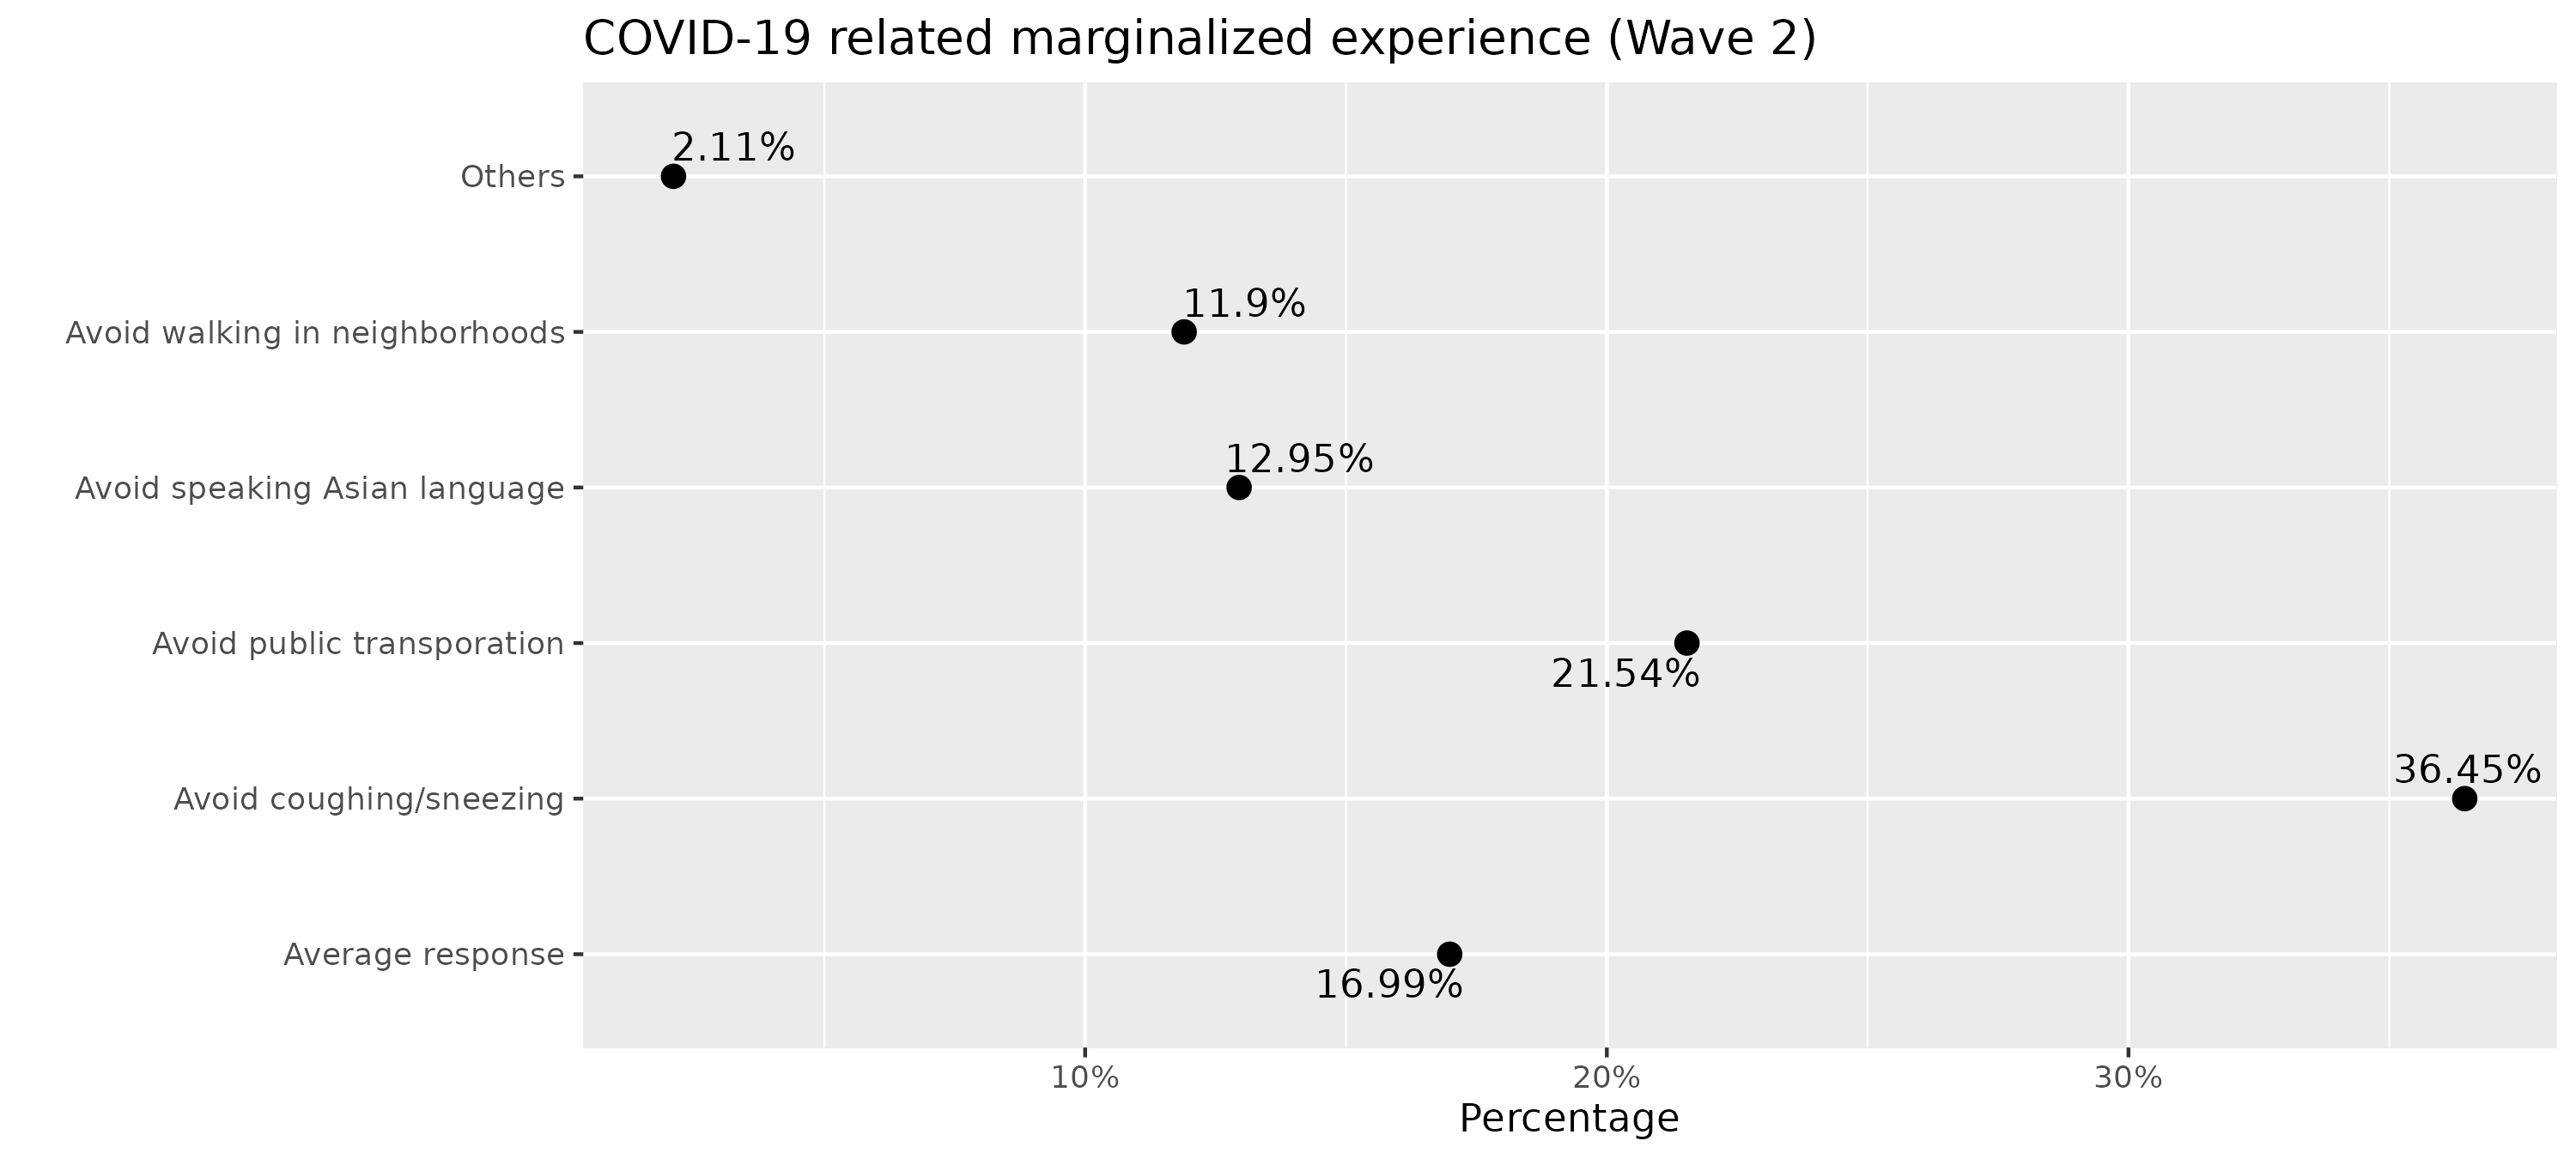 COVID-19 related marginalized experience (Wave 2)
Others
2.11%
Avoid walking in neighborhoods
11.9%
Avoid speaking Asian language
12.95%
Avoid public transporation
21.54%
Avoid coughing/sneezing
36.45%
Average response
16.99%
10% 20% 30%
Percentage